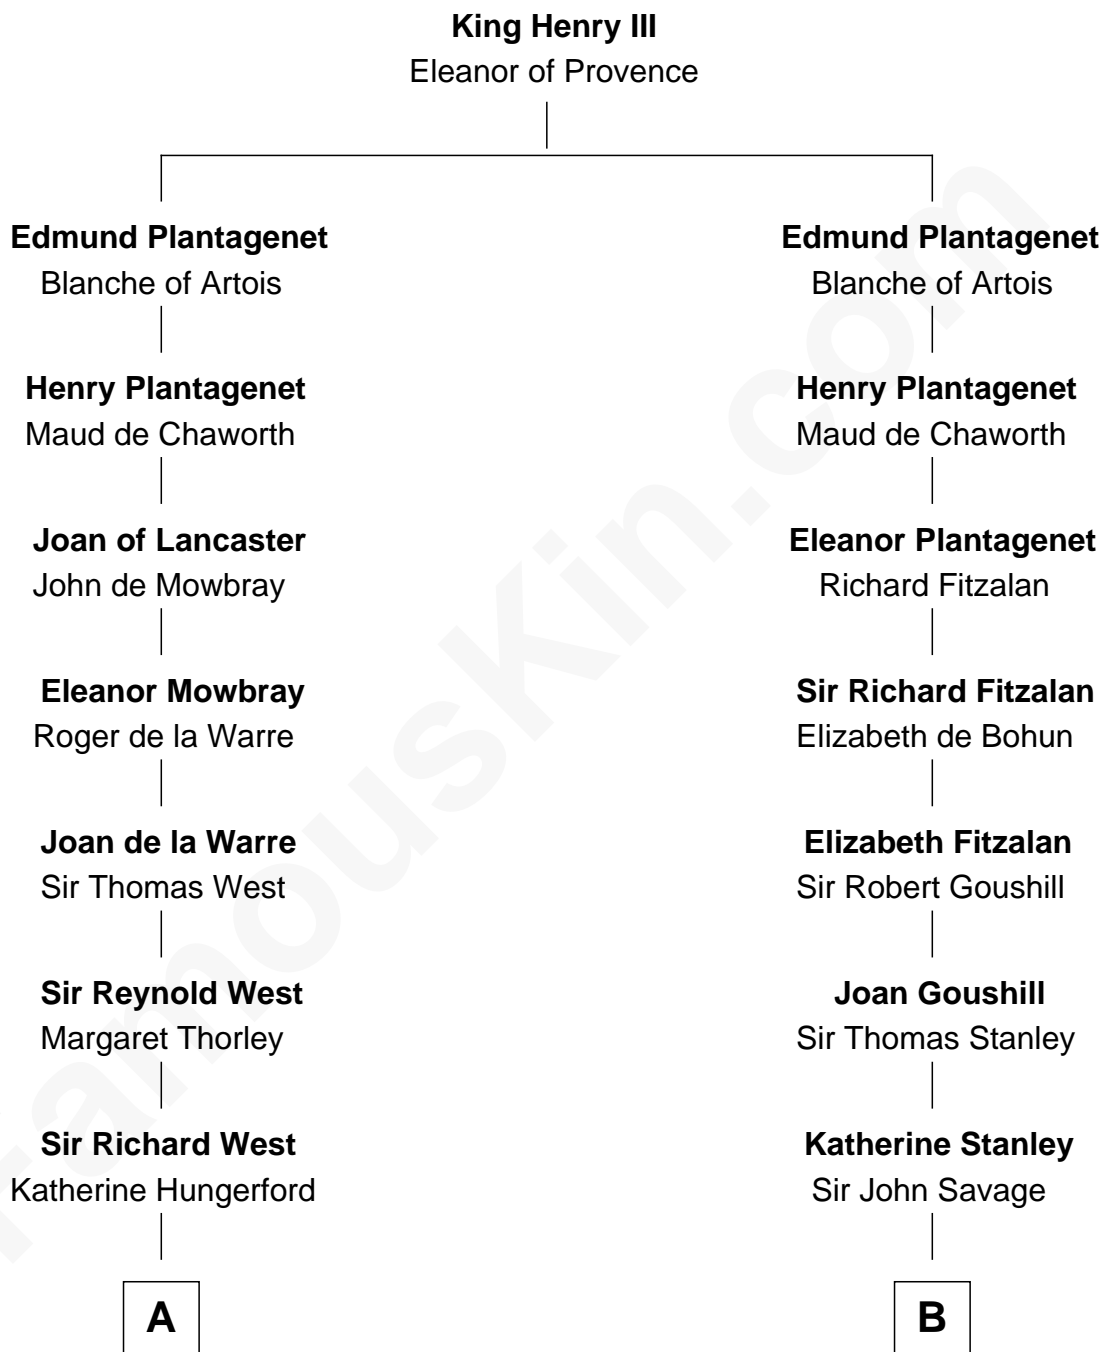 King Henry III
Eleanor of Provence
Edmund Plantagenet
Blanche of Artois
Henry Plantagenet
Maud de Chaworth
Joan of Lancaster
John de Mowbray
Eleanor Mowbray
Roger de la Warre
Joan de la Warre
Sir Thomas West
Sir Reynold West
Margaret Thorley
Sir Richard West
Katherine Hungerford
A
Edmund Plantagenet
Blanche of Artois
Henry Plantagenet
Maud de Chaworth
Eleanor Plantagenet
Richard Fitzalan
Sir Richard Fitzalan
Elizabeth de Bohun
Elizabeth Fitzalan
Sir Robert Goushill
Joan Goushill
Sir Thomas Stanley
Katherine Stanley
Sir John Savage
B
FamousKin.com